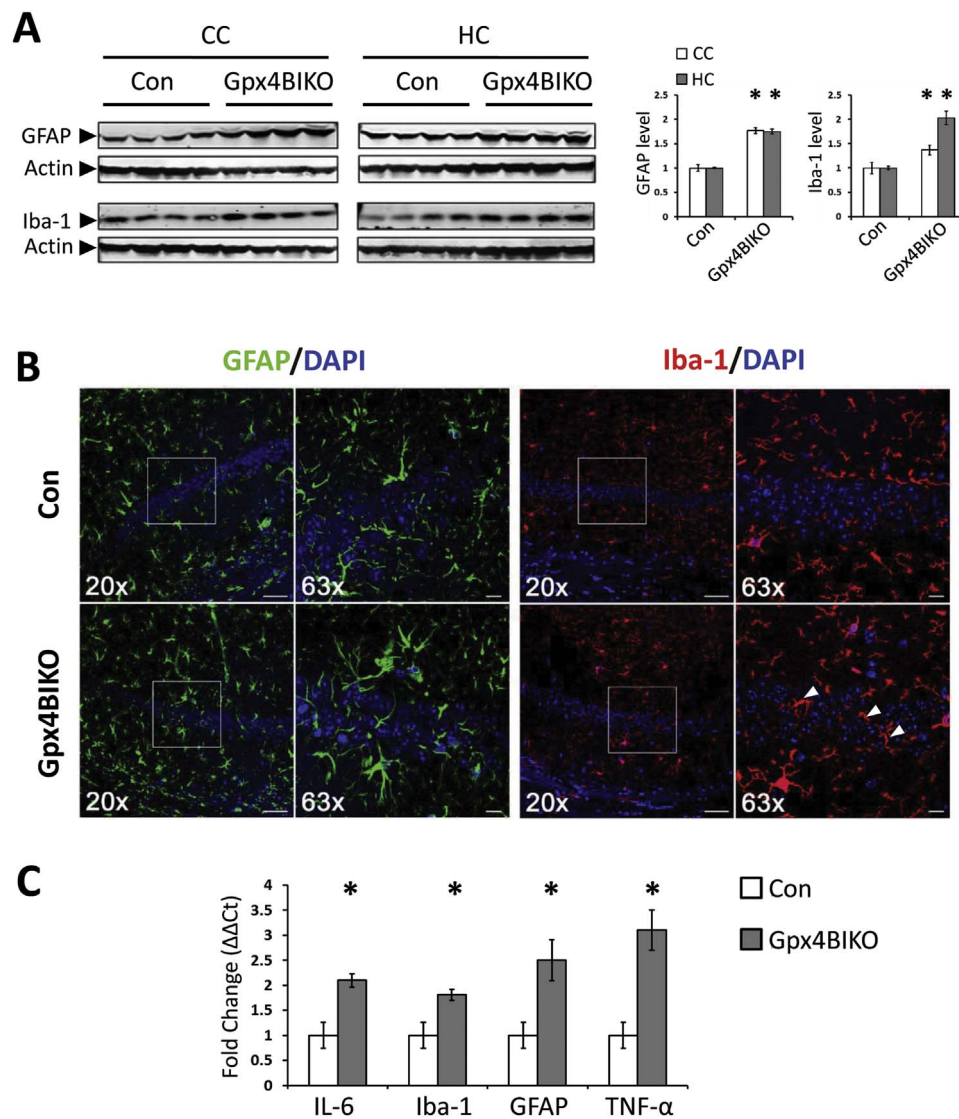 A
CC
HC
Con
Gpx4BIKO
Con
Gpx4BIKO
GFAP
Actin
Iba-1
Actin
CC
HC
* *
GFAP level
2.5
2
1.5
1
0.5
0
Con
Gpx4BIKO
* *
Iba-1 level
2.5
2
1.5
1
0.5
0
Con
Gpx4BIKO
B
GFAP/DAPI
Iba-1/DAPI
Con
20x
63x
20x
63x
Gpx4BIKO
20x
63x
20x
63x
C
Fold Change (ΔΔCt)
4
3.5
3
2.5
2
1.5
1
0.5
0
* * * *
IL-6
Iba-1
GFAP
TNF-α
Con
Gpx4BIKO